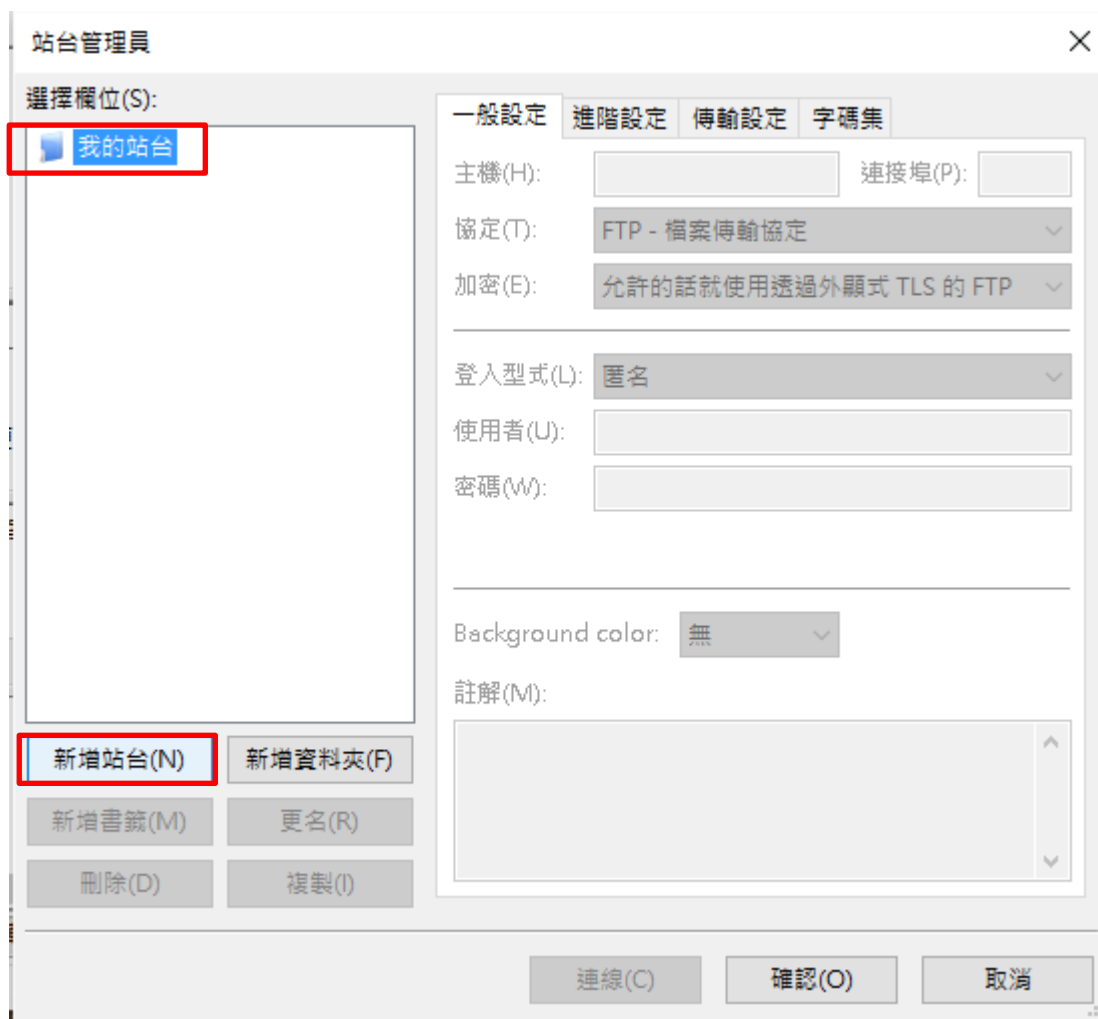 站台管理員
選擇欄位(S):
我的站台
新增站台(N) 新增資料夾(F)
新增書籤(M) 更名(R)
刪除(D) 複製(I)
一般設定 進階設定 傳輸設定 字碼集
主機(H): 連接埠(P):
協定(T): FTP - 檔案傳輸協定
加密(E): 允許的話就使用透過外顯式 TLS 的 FTP
登入型式(L): 匿名
使用者(U):
密碼(W):
Background color: 無
註解(M):
連線(C) 確認(O) 取消